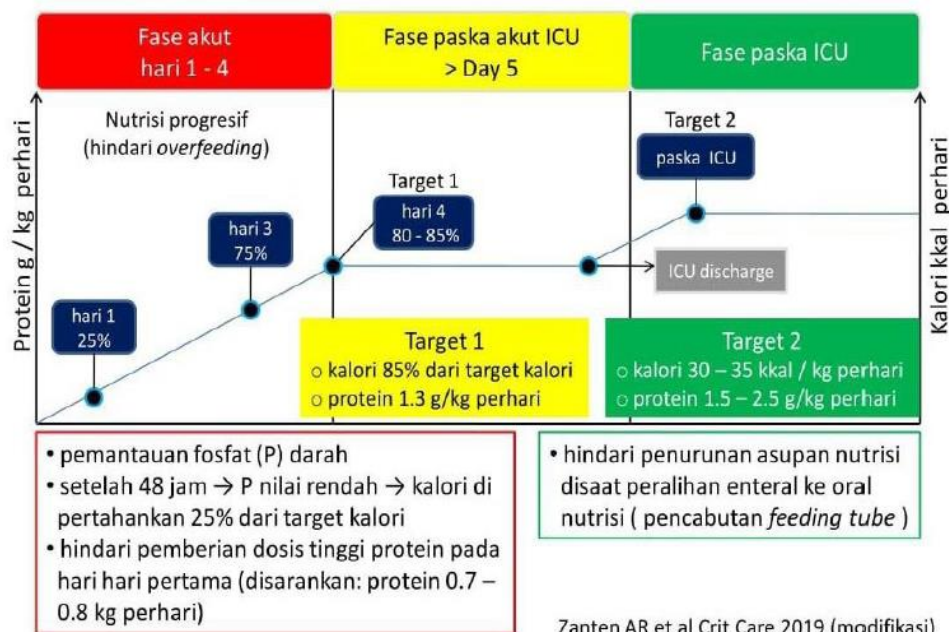 Fase akut
hari 1 - 4
Fase paska akut ICU
> Day 5
Fase paska ICU
Protein g / kg perhari
Nutrisi progresif
(hindari overfeeding)
hari 1
25%
hari 3
75%
Target 1
hari 4
80 - 85%
Target 2
paska ICU
ICU discharge
Kalori kkal perhari
Target 1
o kalori 85% dari target kalori
o protein 1.3 g/kg perhari
Target 2
o kalori 30 – 35 kkal / kg perhari
o protein 1.5 – 2.5 g/kg perhari
• pemantauan fosfat (P) darah
• setelah 48 jam → P nilai rendah → kalori di
pertahankan 25% dari target kalori
• hindari pemberian dosis tinggi protein pada
hari hari pertama (disarankan: protein 0.7 –
0.8 kg perhari)
• hindari penurunan asupan nutrisi
disaat peralihan enteral ke oral
nutrisi ( pencabutan feeding tube )
Zanten AR et al Crit Care 2019 (modifikasi)